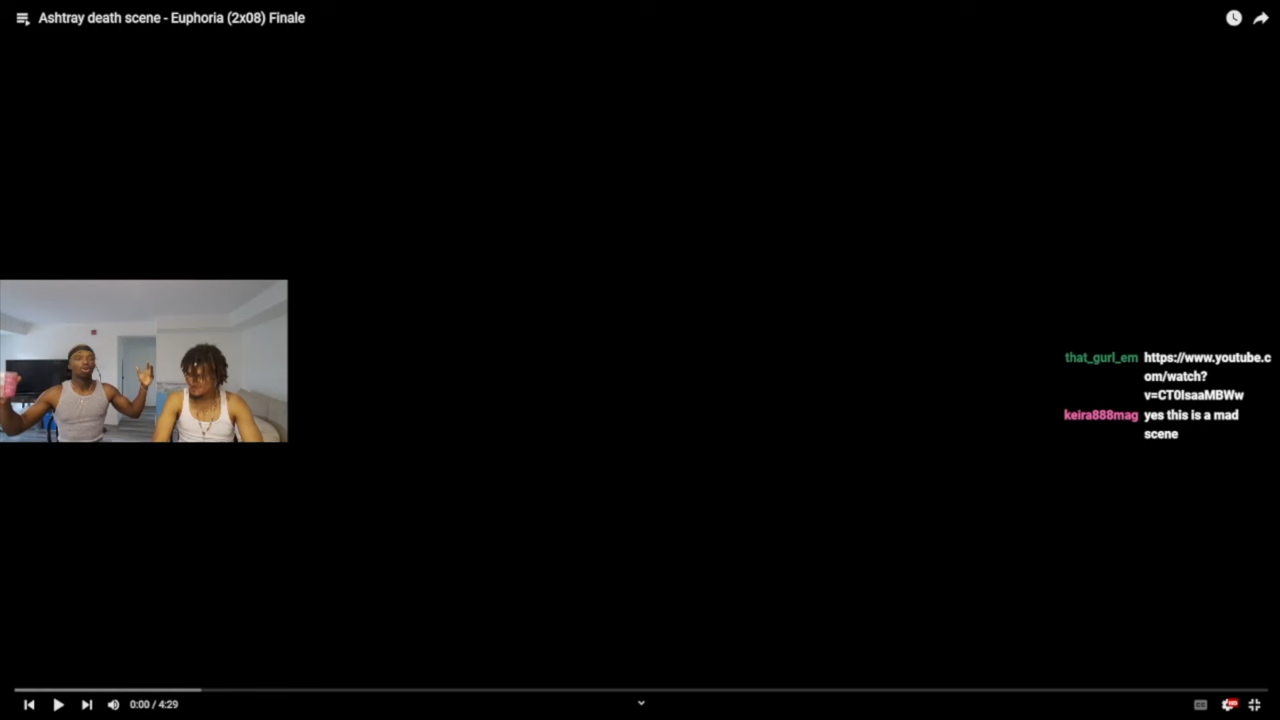 Ashtray death scene - Euphoria (2x08) Finale
that_gurl_em https://www.youtube.c
om/watch?
v=CT0IsaaMBWw
keira888mag yes this is a mad
scene
0:00 / 4:29